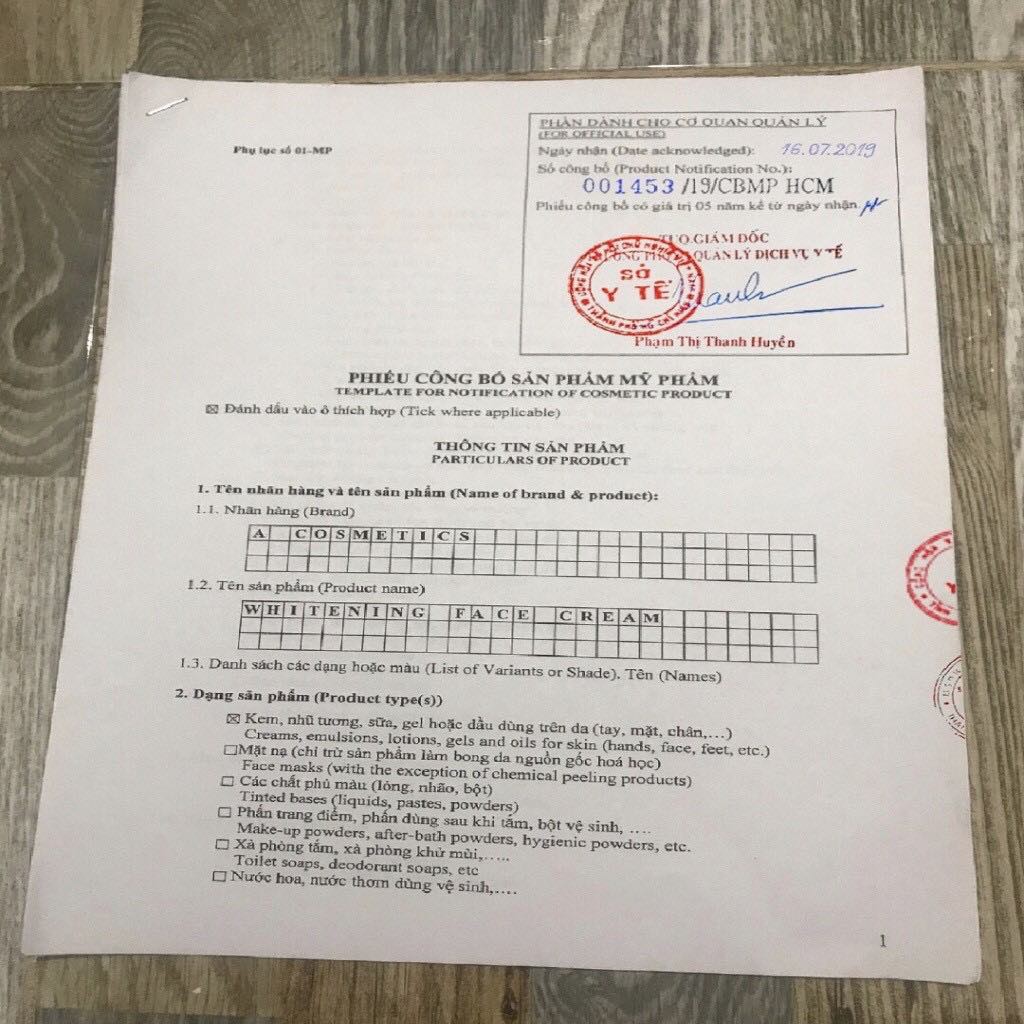 Phụ lục số 01-MP
PHẦN DÀNH CHO CƠ QUAN QUẢN LÝ
(FOR OFFICIAL USE)
Ngày nhận (Date acknowledged): 16.07.2019
Số công bố (Product Notification No.):
001453 /19/CBMP HCM
Phiếu công bố có giá trị 05 năm kể từ ngày nhận.
TUQ.GIÁM ĐỐC
QUẢN LÝ DỊCH VỤ Y TẾ
SỞ
Y TẾ
THÀNH PHỐ HỒ CHÍ MINH
Phạm Thị Thanh Huyền
PHIẾU CÔNG BỐ SẢN PHẨM MỸ PHẨM
TEMPLATE FOR NOTIFICATION OF COSMETIC PRODUCT
☒ Đánh dấu vào ô thích hợp (Tick where applicable)
THÔNG TIN SẢN PHẨM
PARTICULARS OF PRODUCT
1. Tên nhãn hàng và tên sản phẩm (Name of brand & product):
1.1. Nhãn hàng (Brand)
A COSMETICS
1.2. Tên sản phẩm (Product name)
WHITENING FACE CREAM
1.3. Danh sách các dạng hoặc màu (List of Variants or Shade). Tên (Names)
2. Dạng sản phẩm (Product type(s))
☒ Kem, nhũ tương, sữa, gel hoặc dầu dùng trên da (tay, mặt, chân,...)
Creams, emulsions, lotions, gels and oils for skin (hands, face, feet, etc.)
☐Mặt nạ (chỉ trừ sản phẩm làm bong da nguồn gốc hoá học)
Face masks (with the exception of chemical peeling products)
☐ Các chất phủ màu (lỏng, nhão, bột)
Tinted bases (liquids, pastes, powders)
☐ Phấn trang điểm, phấn dùng sau khi tắm, bột vệ sinh, ....
Make-up powders, after-bath powders, hygienic powders, etc.
☐ Xà phòng tắm, xà phòng khử mùi,.....
Toilet soaps, deodorant soaps, etc
☐ Nước hoa, nước thơm dùng vệ sinh,....
1